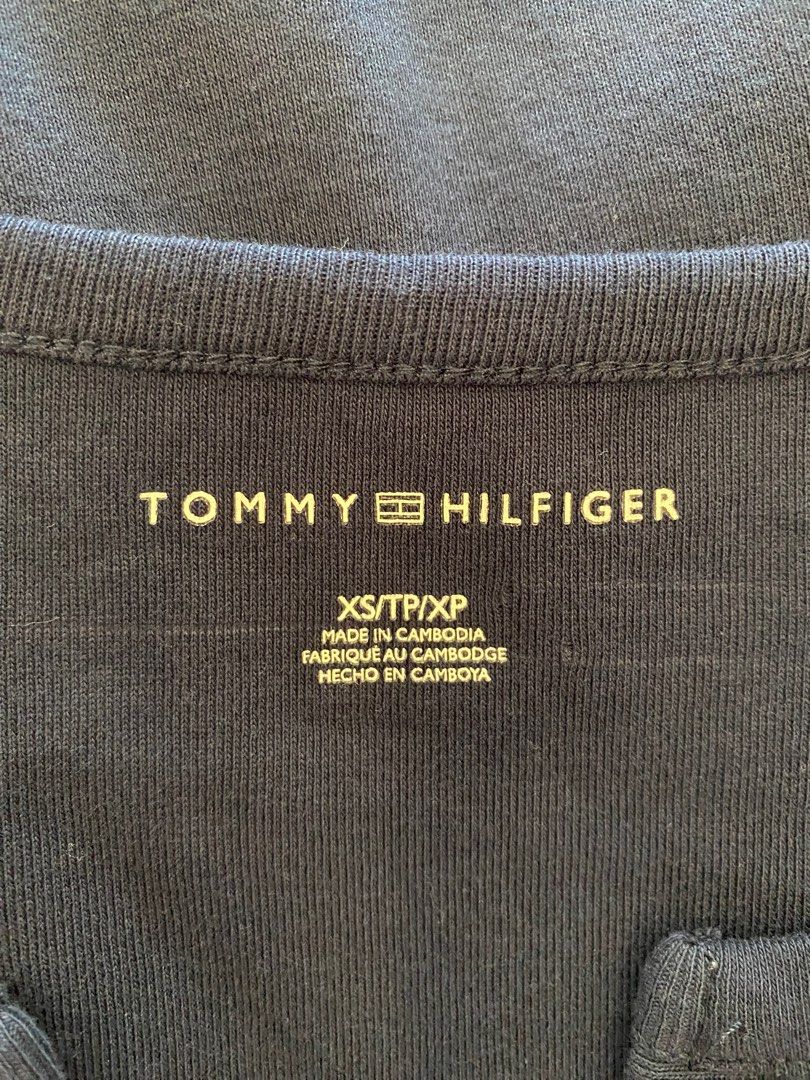 TOMMY HILFIGER
XS/TP/XP
MADE IN CAMBODIA
FABRIQUÉ AU CAMBODGE
HECHO EN CAMBOYA